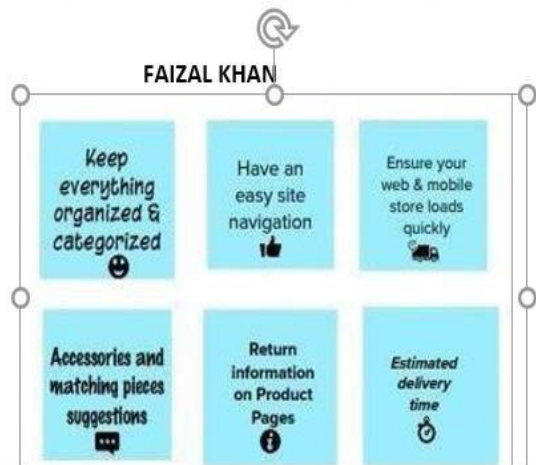 FAIZAL KHAN
Keep
everything
organized &
categorized
Have an
easy site
navigation
Ensure your
web & mobile
store loads
quickly
Accessories and
matching pieces
suggestions
Return
information
on Product
Pages
Estimated
delivery
time